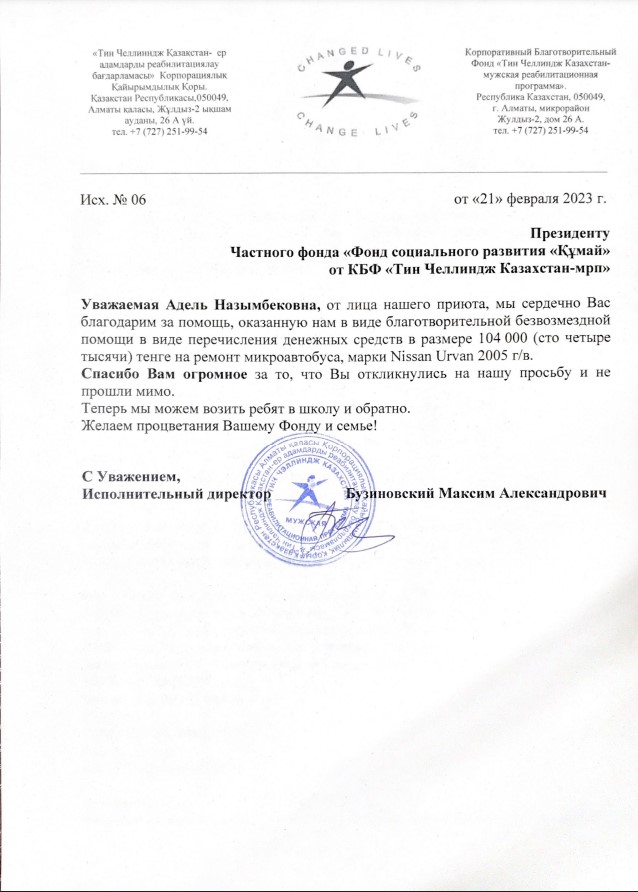 «Тин Челлиндж Қазақстан- ер
адамдарды реабилитациялау
бағдарламасы» Корпорациялық
Қайырымдылық Қоры.
Қазақстан Республикасы,050049,
Алматы қаласы, Жұлдыз-2 ықшам
ауданы, 26 А үй.
тел. +7 (727) 251-99-54
CHANGED LIVES
CHANGE LIVES
Корпоративный Благотворительный
Фонд «Тин Челлиндж Казахстан-
мужская реабилитационная
программа».
Республика Казахстан, 050049,
г. Алматы, микрорайон
Жулдыз-2, дом 26 А.
тел. +7 (727) 251-99-54
Исх. № 06
от «21» февраля 2023 г.
Президенту
Частного фонда «Фонд социального развития «Құмай»
от КБФ «Тин Челлиндж Казахстан-мрп»
Уважаемая Адель Назымбековна, от лица нашего приюта, мы сердечно Вас
благодарим за помощь, оказанную нам в виде благотворительной безвозмездной
помощи в виде перечисления денежных средств в размере 104 000 (сто четыре
тысячи) тенге на ремонт микроавтобуса, марки Nissan Urvan 2005 г/в.
Спасибо Вам огромное за то, что Вы откликнулись на нашу просьбу и не
прошли мимо.
Теперь мы можем возить ребят в школу и обратно.
Желаем процветания Вашему Фонду и семье!
С Уважением,
Исполнительный директор
Бузиновский Максим Александрович
МУЖСКАЯ